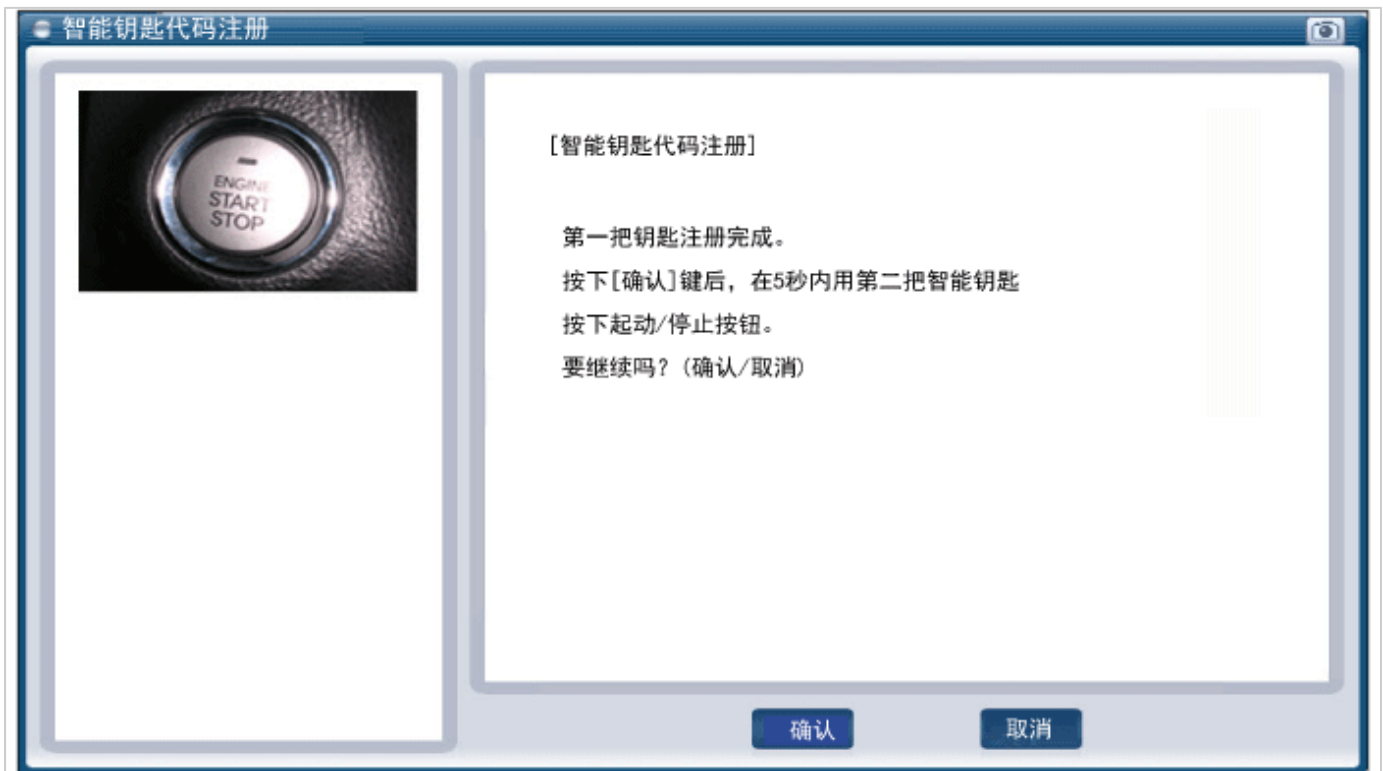 智能钥匙代码注册
ENGINE
START
STOP
[智能钥匙代码注册]
第一把钥匙注册完成。
按下[确认]键后, 在5秒内用第二把智能钥匙
按下起动/停止按钮。
要继续吗? (确认/取消)
确认
取消